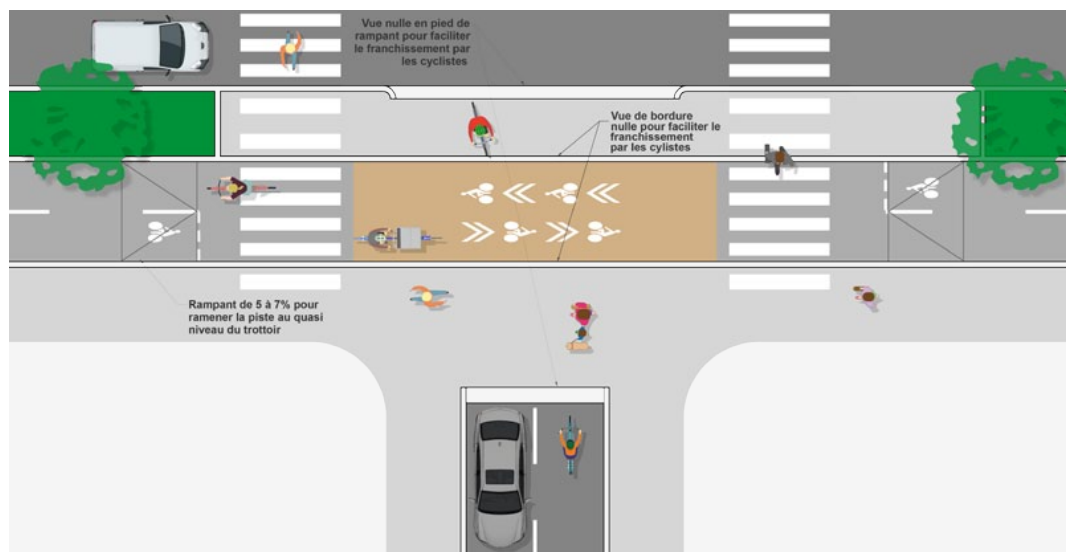 Vue nulle en pied de
rampant pour faciliter
le franchissement par
les cyclistes
Vue de bordure
nulle pour faciliter le
franchissement
par les cylistes
Rampant de 5 à 7% pour
ramener la piste au quasi
niveau du trottoir